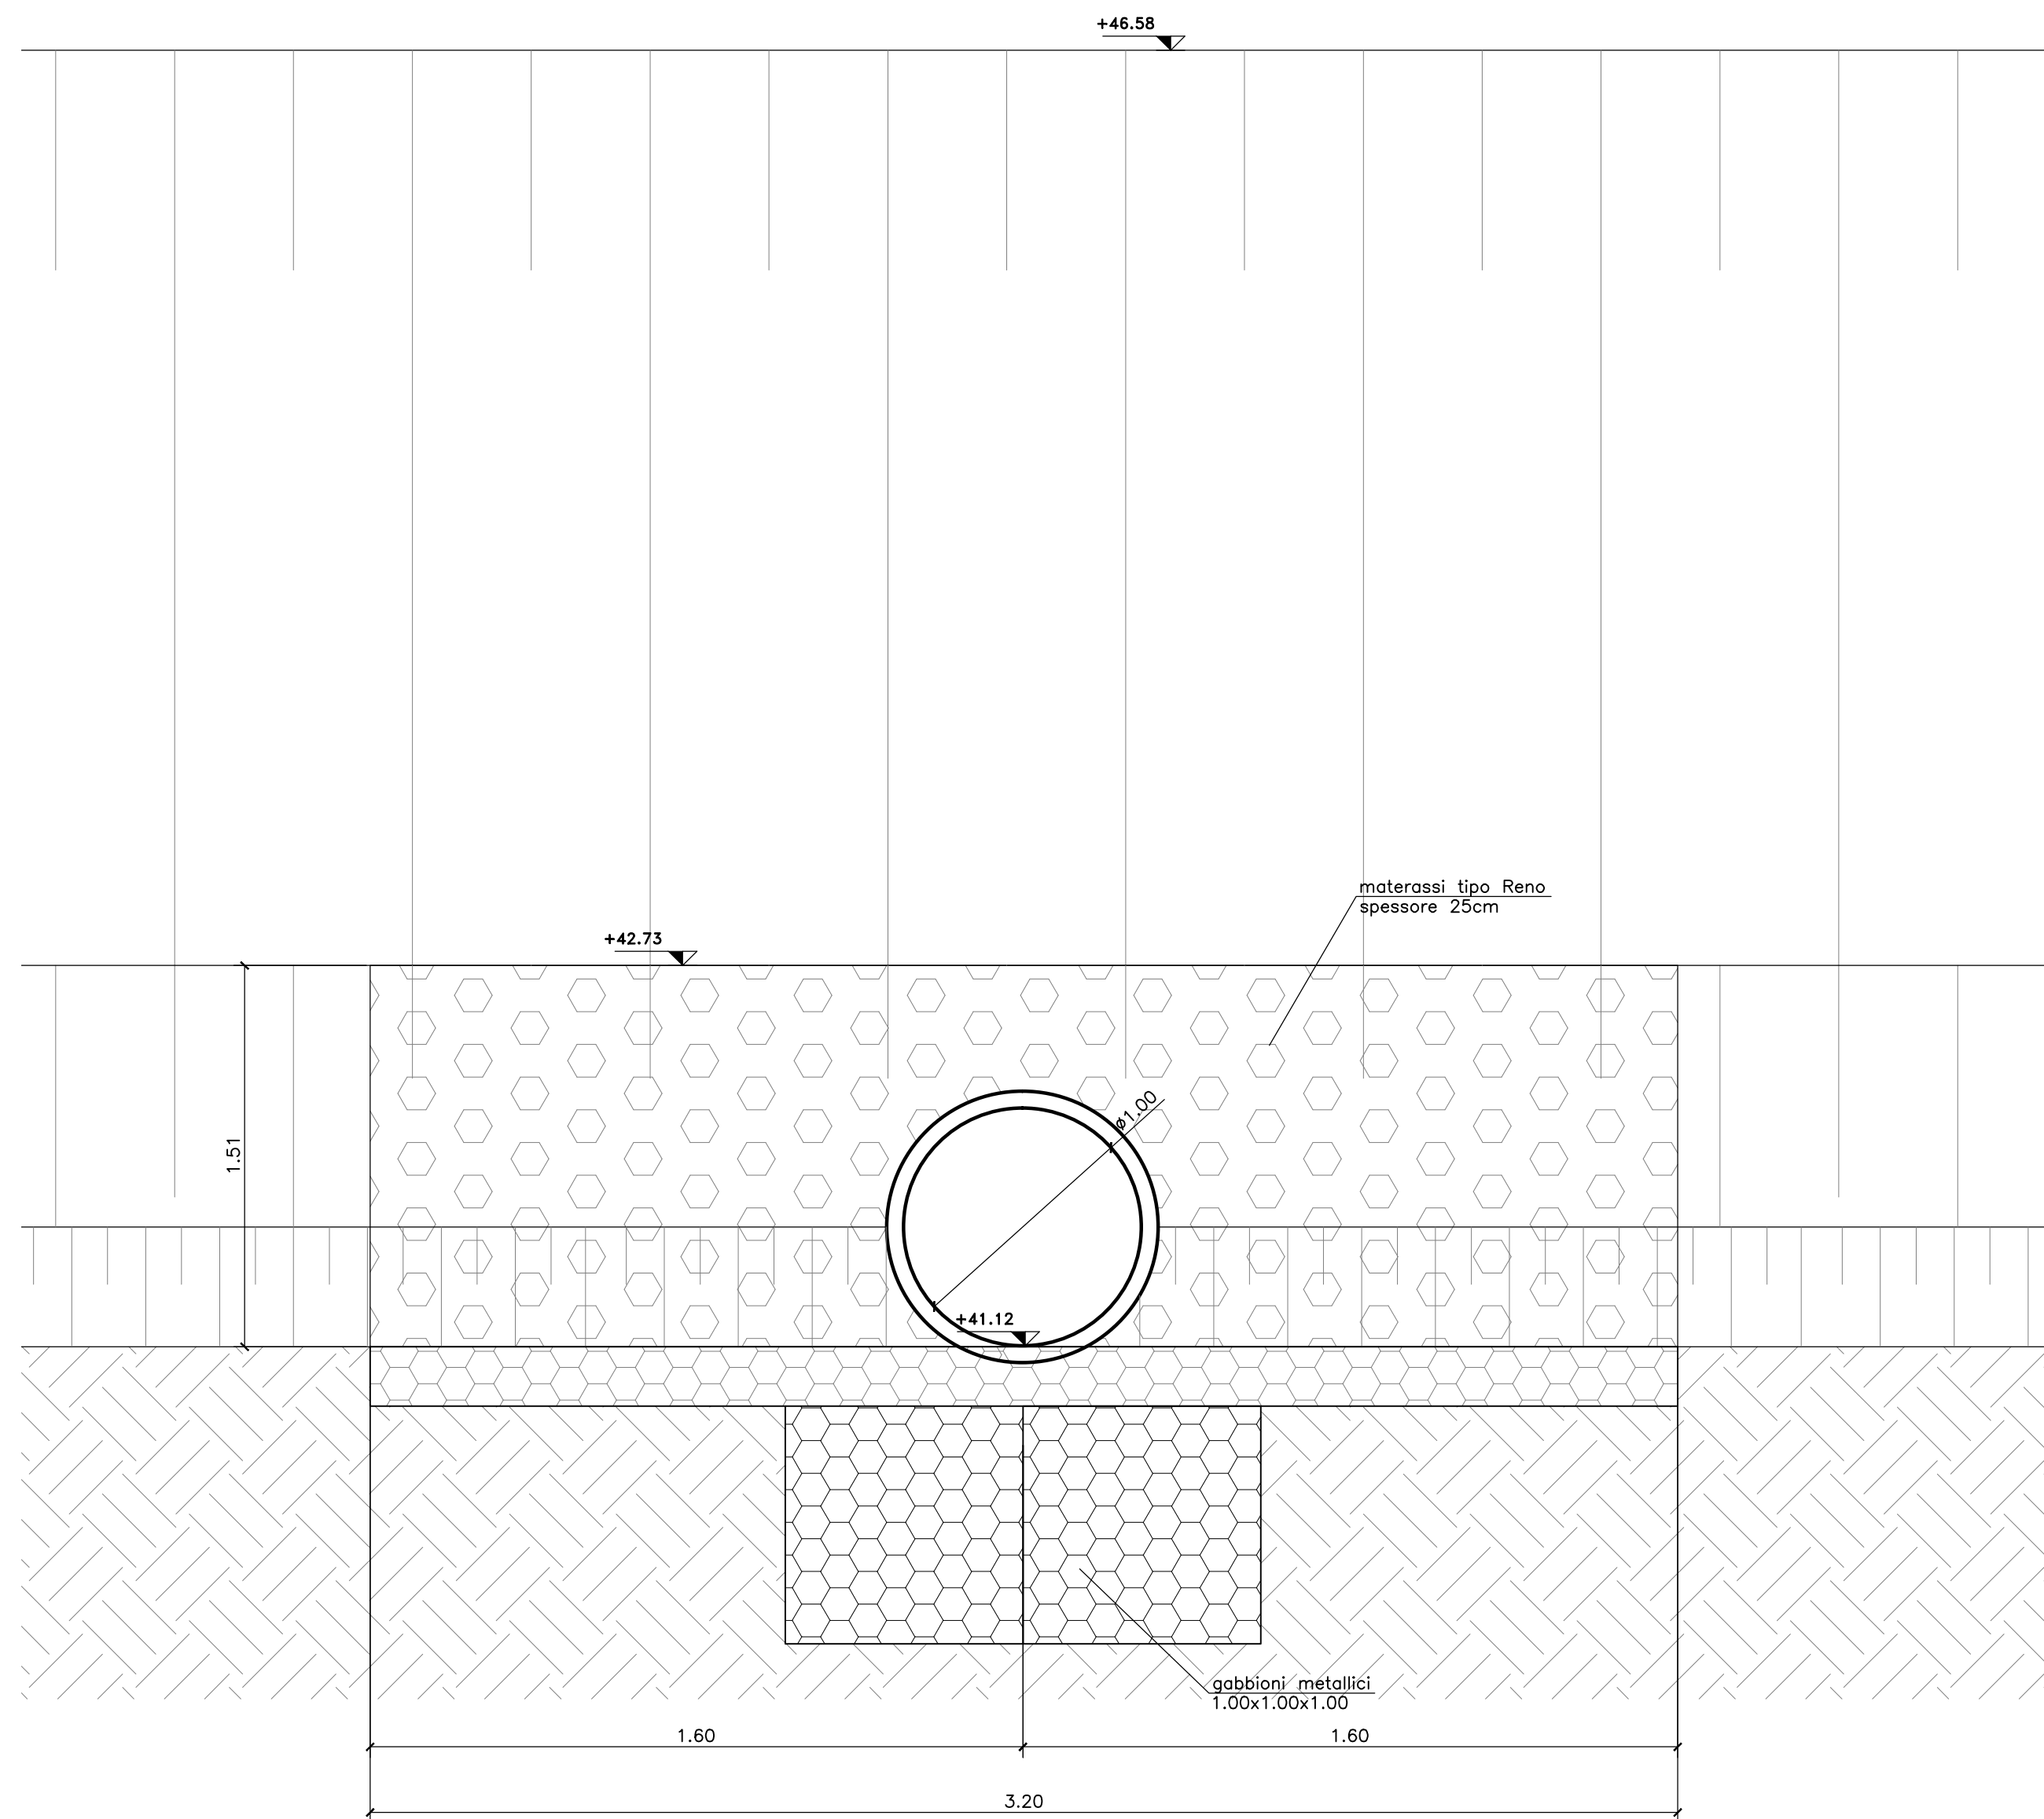 +46.58
materassi tipo Reno
spessore 25cm
+42.73
ø1.00
1.51
+41.12
gabbioni metallici
1.00x1.00x1.00
1.60
1.60
3.20